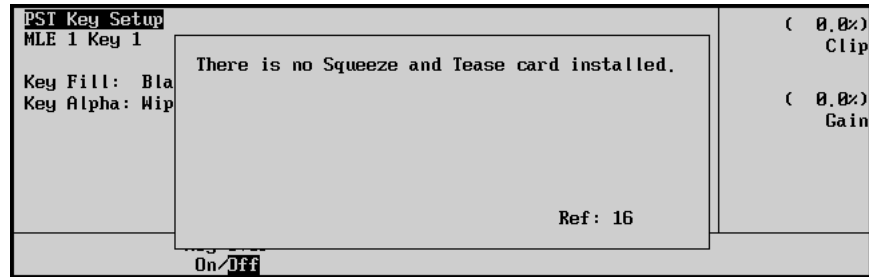 PST Key Setup
MLE 1 Key 1
Key Fill: Bla
Key Alpha: Wip
There is no Squeeze and Tease card installed.
Ref: 16
( 0.0%)
Clip
( 0.0%)
Gain
On/Off